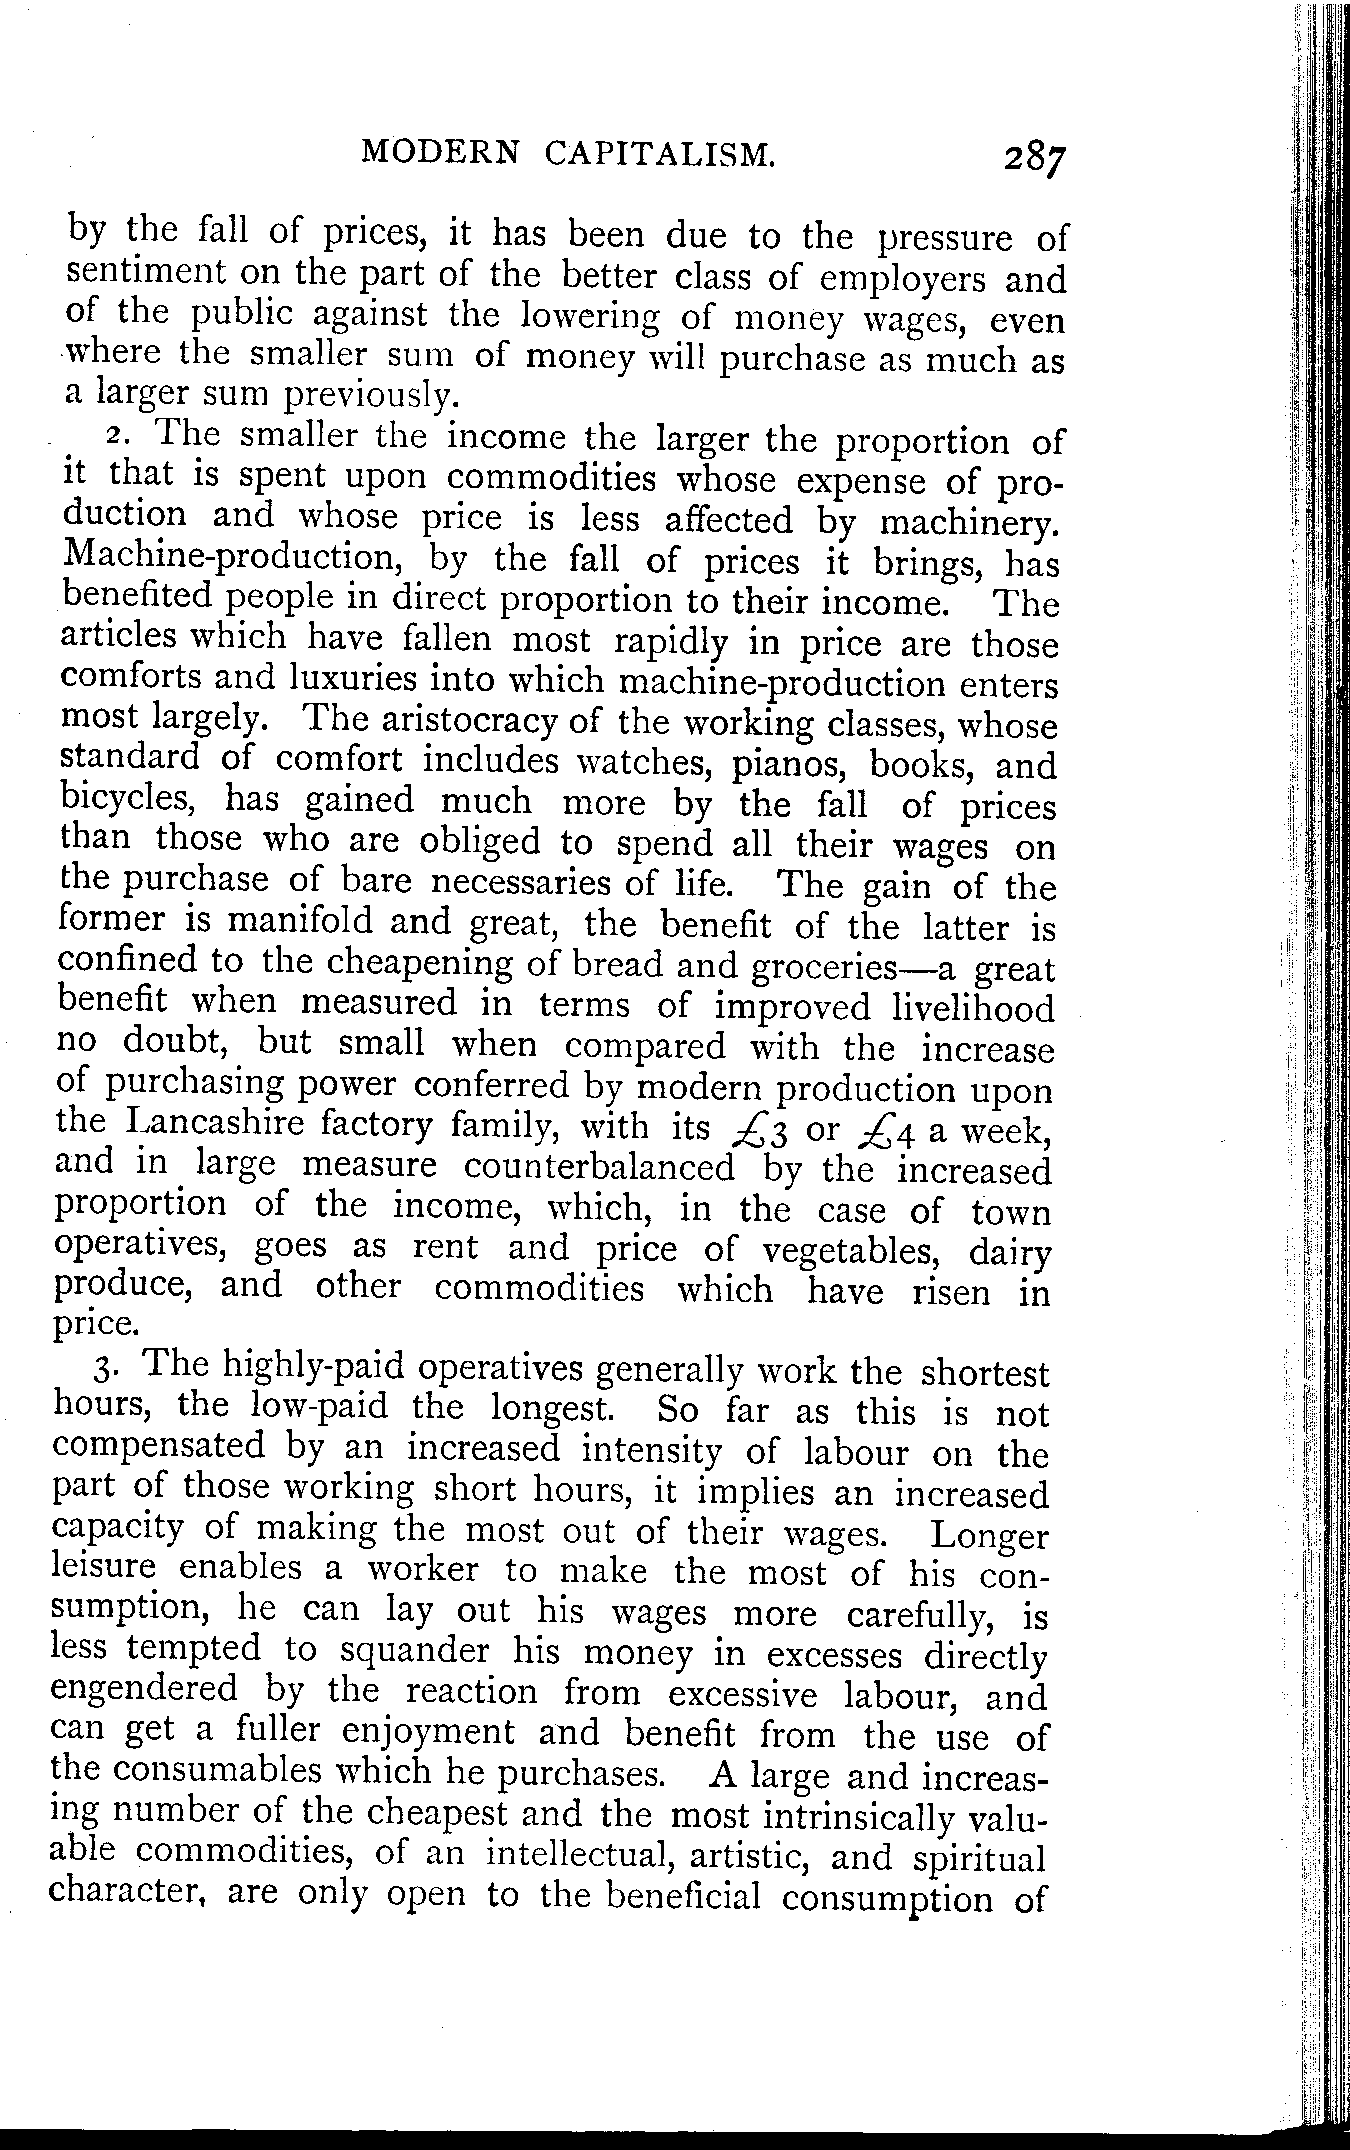 MODERN CAPITALISM. 287
by the fall of prices, it has been due to the pressure of
sentiment on the part of the better class of employers and
of the public against the lowering of money wages, even
where the smaller sum of money will purchase as much as
a larger sum previously.
2. The smaller the income the larger the proportion of
it that is spent upon commodities whose expense of pro-
duction and whose price is less affected by machinery.
Machine-production, by the fall of prices it brings, has
benefited people in direct proportion to their income. The
articles which have fallen most rapidly in price are those
comforts and luxuries into which machine-production enters
most largely. The aristocracy of the working classes, whose
standard of comfort includes watches, pianos, books, and
bicycles, has gained much more by the fall of prices
than those who are obliged to spend all their wages on
the purchase of bare necessaries of life. The gain of the
former is manifold and great, the benefit of the latter is
confined to the cheapening of bread and groceries—a great
benefit when measured in terms of improved livelihood
no doubt, but small when compared with the increase
of purchasing power conferred by modern production upon
the Lancashire factory family, with its £3 or £4 a week,
and in large measure counterbalanced by the increased
proportion of the income, which, in the case of town
operatives, goes as rent and price of vegetables, dairy
produce, and other commodities which have risen in
price.
3. The highly-paid operatives generally work the shortest
hours, the low-paid the longest. So far as this is not
compensated by an increased intensity of labour on the
part of those working short hours, it implies an increased
capacity of making the most out of their wages. Longer
leisure enables a worker to make the most of his con-
sumption, he can lay out his wages more carefully, is
less tempted to squander his money in excesses directly
engendered by the reaction from excessive labour, and
can get a fuller enjoyment and benefit from the use of
the consumables which he purchases. A large and increas-
ing number of the cheapest and the most intrinsically valu-
able commodities, of an intellectual, artistic, and spiritual
character, are only open to the beneficial consumption of